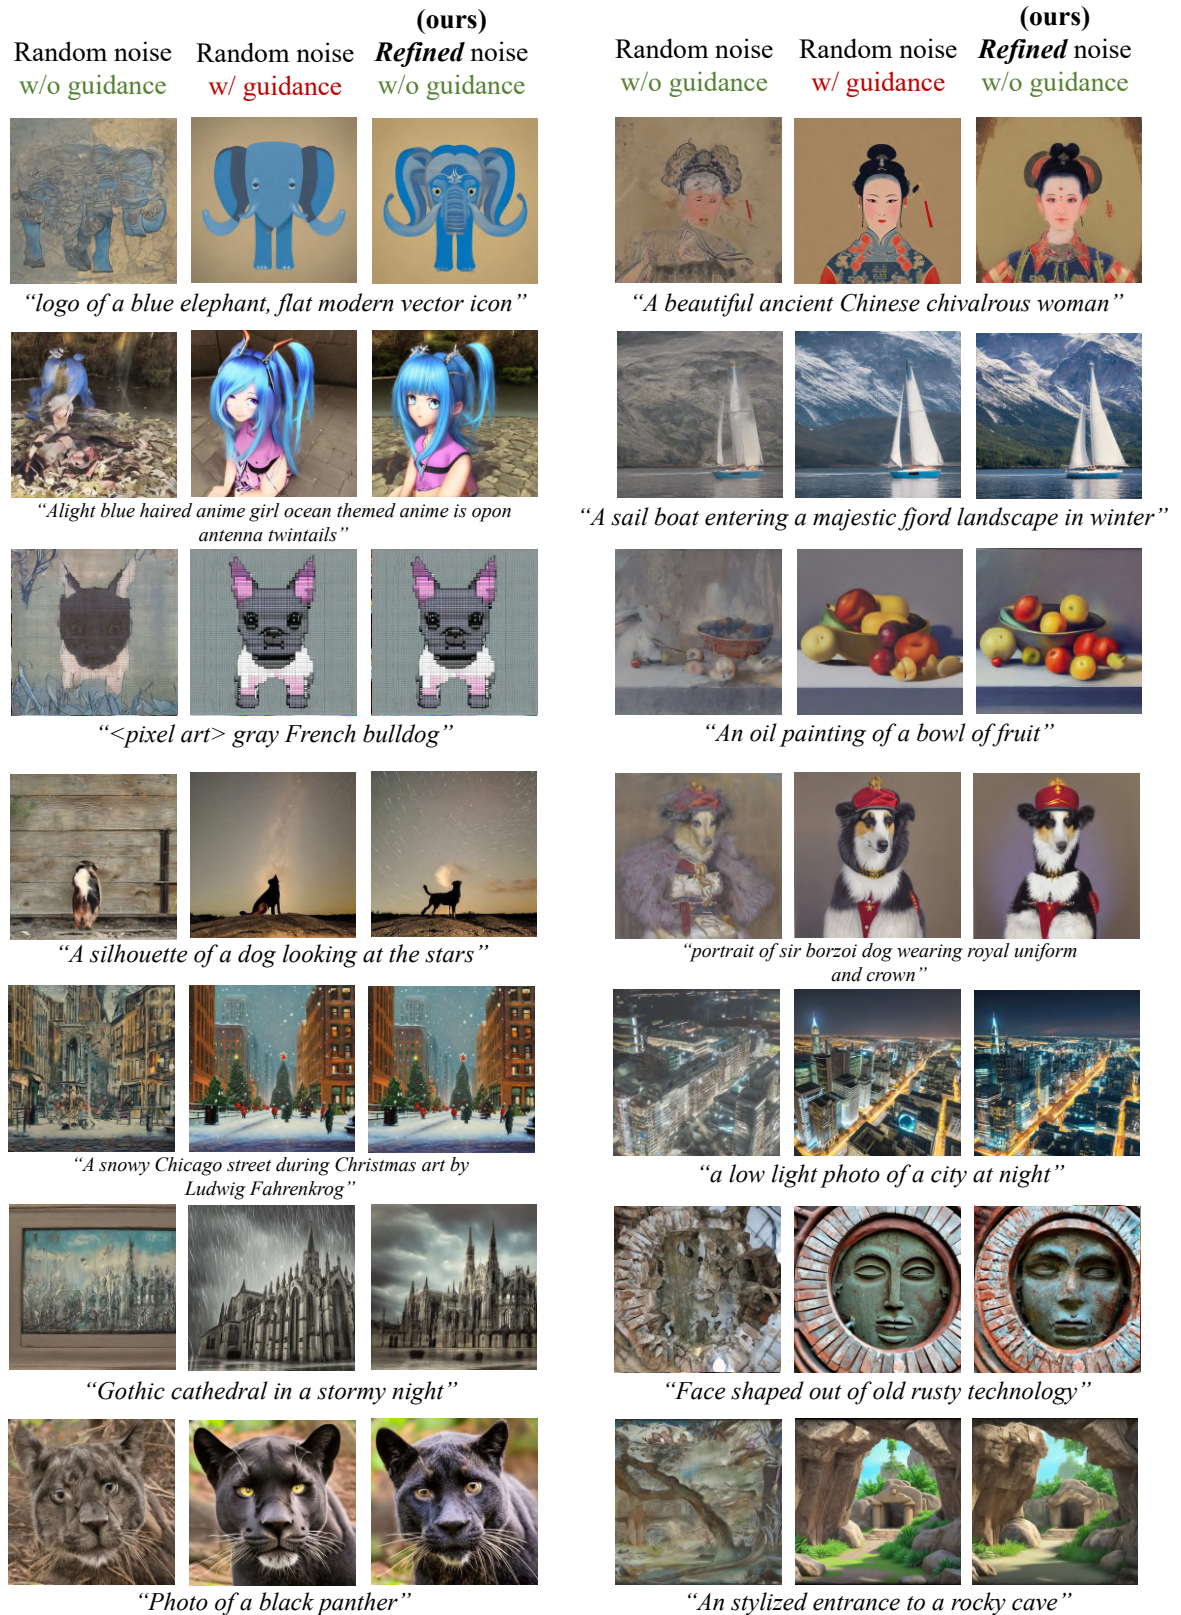 (ours)
Random noise Random noise Refined noise
w/o guidance w/ guidance w/o guidance
(ours)
Random noise Random noise Refined noise
w/o guidance w/ guidance w/o guidance
“logo of a blue elephant, flat modern vector icon”
“A beautiful ancient Chinese chivalrous woman”
“Alight blue haired anime girl ocean themed anime is opon
antenna twintails”
“A sail boat entering a majestic fjord landscape in winter”
“<pixel art> gray French bulldog”
“An oil painting of a bowl of fruit”
“A silhouette of a dog looking at the stars”
“portrait of sir borzoi dog wearing royal uniform
and crown”
“A snowy Chicago street during Christmas art by
Ludwig Fahrenkrog”
“a low light photo of a city at night”
“Gothic cathedral in a stormy night”
“Face shaped out of old rusty technology”
“Photo of a black panther”
“An stylized entrance to a rocky cave”